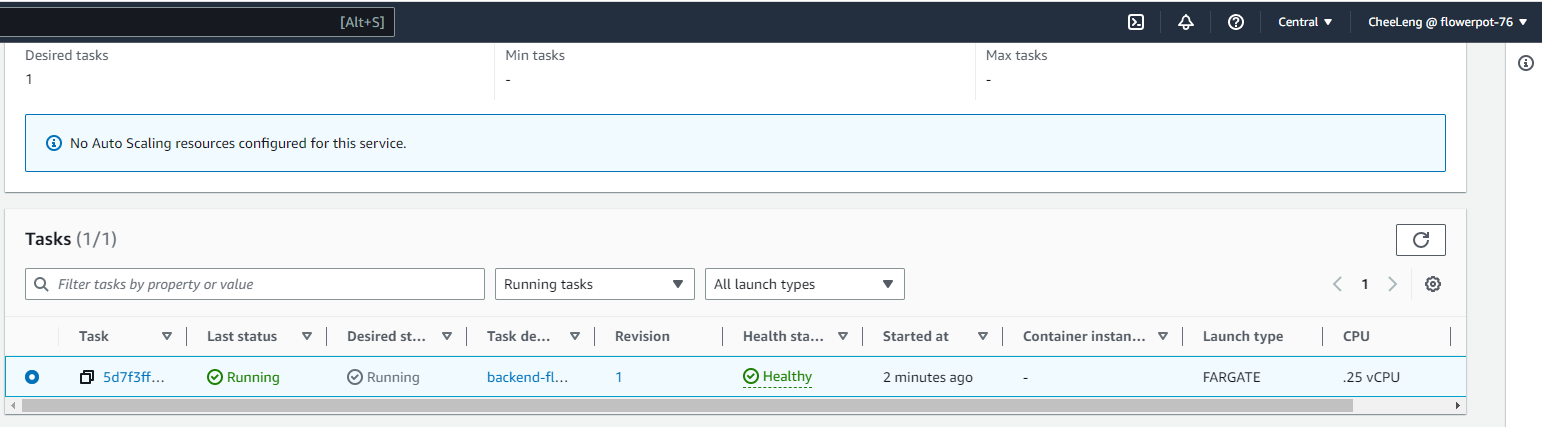 [Alt+S] Central CheeLeng @ flowerpot-76
Desired tasks Min tasks Max tasks
1 - -
No Auto Scaling resources configured for this service.
Tasks (1/1)
Filter tasks by property or value Running tasks All launch types 1
Task Last status Desired st... Task de... Revision Health sta... Started at Container instan... Launch type CPU
5d7f3ff... Running Running backend-fl... 1 Healthy 2 minutes ago - FARGATE .25 vCPU